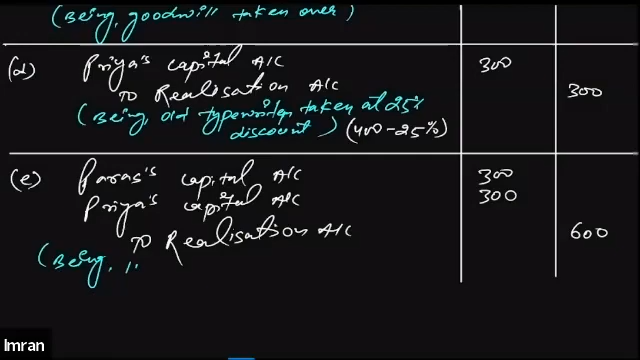 (Being, goodwill taken over)
(d) Priya's capital A/C 300
To Realisation A/C 300
(Being, old typewriter taken at 25%
discount) (400-25%)
(e) Paras's capital A/C 300
Priya's capital A/C 300
To Realisation A/C 600
(Being,
Imran